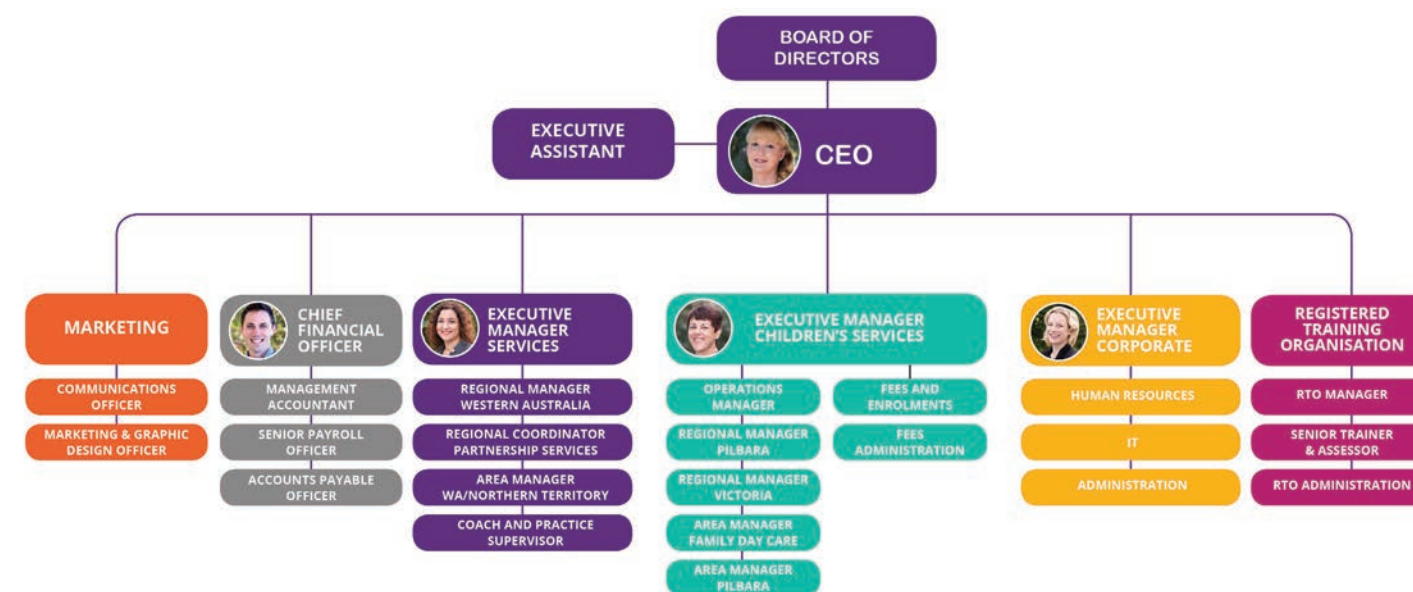 BOARD OF
DIRECTORS
EXECUTIVE
ASSISTANT
CEO
MARKETING
COMMUNICATIONS
OFFICER
MARKETING & GRAPHIC
DESIGN OFFICER
CHIEF
FINANCIAL
OFFICER
MANAGEMENT
ACCOUNTANT
SENIOR PAYROLL
OFFICER
ACCOUNTS PAYABLE
OFFICER
EXECUTIVE
MANAGER
SERVICES
REGIONAL MANAGER
WESTERN AUSTRALIA
REGIONAL COORDINATOR
PARTNERSHIP SERVICES
AREA MANAGER
WA/NORTHERN TERRITORY
COACH AND PRACTICE
SUPERVISOR
EXECUTIVE MANAGER
CHILDREN'S SERVICES
OPERATIONS
MANAGER
REGIONAL MANAGER
PILBARA
REGIONAL MANAGER
VICTORIA
AREA MANAGER
FAMILY DAY CARE
AREA MANAGER
PILBARA
FEES AND
ENROLMENTS
FEES
ADMINISTRATION
EXECUTIVE
MANAGER
CORPORATE
HUMAN RESOURCES
IT
ADMINISTRATION
REGISTERED
TRAINING
ORGANISATION
RTO MANAGER
SENIOR TRAINER
& ASSESSOR
RTO ADMINISTRATION